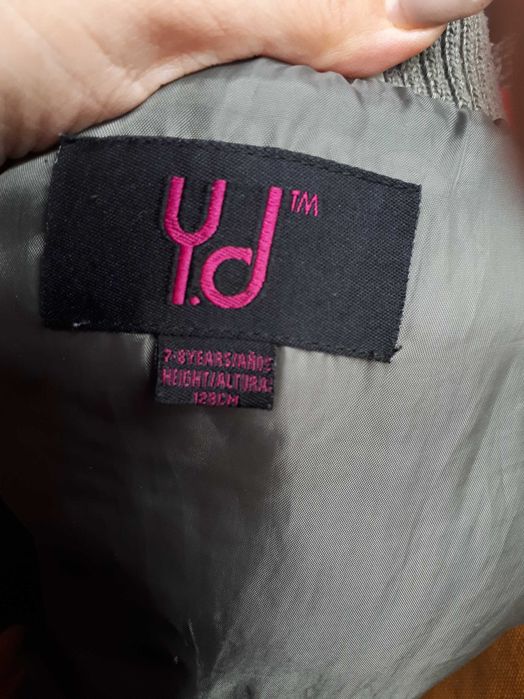 Y.d™
7-8YEARS/AÑOS
HEIGHT/ALTURA:
128CM